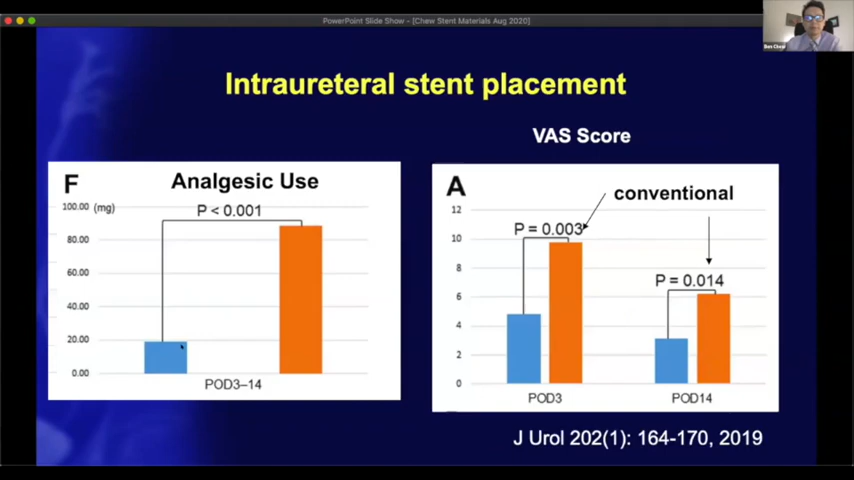 PowerPoint Slide Show - [Chew Stent Materials Aug 2020]
Ben Chew
Intraureteral stent placement
VAS Score
F
Analgesic Use
100.00 (mg)
P < 0.001
80.00
60.00
40.00
20.00
0.00
POD3–14
A
conventional
12
P = 0.003
10
8
P = 0.014
6
4
2
0
POD3
POD14
J Urol 202(1): 164-170, 2019